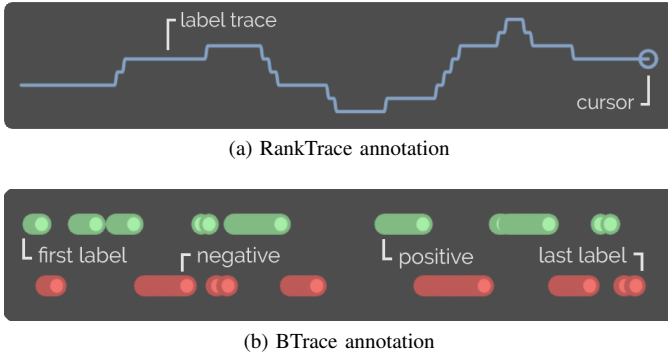 label trace
cursor
(a) RankTrace annotation
first label
negative
positive
last label
(b) BTrace annotation